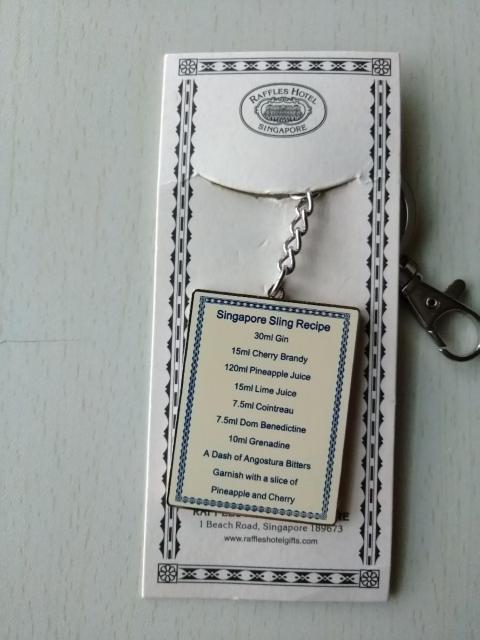 RAFFLES HOTEL
SINGAPORE
Singapore Sling Recipe
30ml Gin
15ml Cherry Brandy
120ml Pineapple Juice
15ml Lime Juice
7.5ml Cointreau
7.5ml Dom Benedictine
10ml Grenadine
A Dash of Angostura Bitters
Garnish with a slice of
Pineapple and Cherry
1 Beach Road, Singapore 189673
www.raffleshotelgifts.com